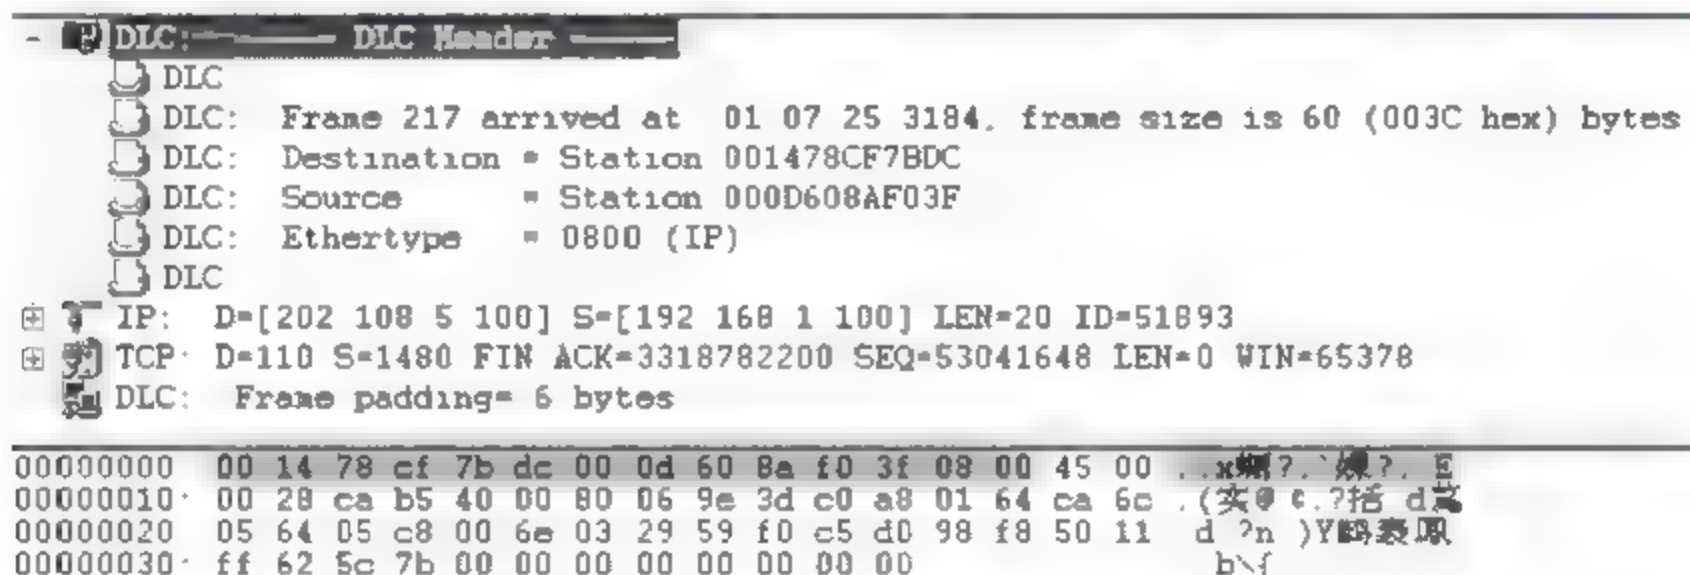 DLC: ——— DLC Header ———
DLC
DLC: Frame 217 arrived at 01 07 25 3184, frame size is 60 (003C hex) bytes
DLC: Destination = Station 001478CF7BDC
DLC: Source = Station 000D608AF03F
DLC: Ethertype = 0800 (IP)
DLC
IP: D=[202 108 5 100] S=[192 168 1 100] LEN=20 ID=51893
TCP: D=110 S=1480 FIN ACK=3318782200 SEQ=53041648 LEN=0 WIN=65378
DLC: Frame padding= 6 bytes
00000000 00 14 78 cf 7b dc 00 0d 60 8a f0 3f 08 00 45 00 ..x ?.` ?. E
00000010: 00 28 ca b5 40 00 80 06 9e 3d c0 a8 01 64 ca 6c .(实@ ?括 d
00000020 05 64 05 c8 00 6e 03 29 59 f0 c5 d0 98 f8 50 11 d ?n )Y
00000030: ff 62 5c 7b 00 00 00 00 00 00 00 00 b\{